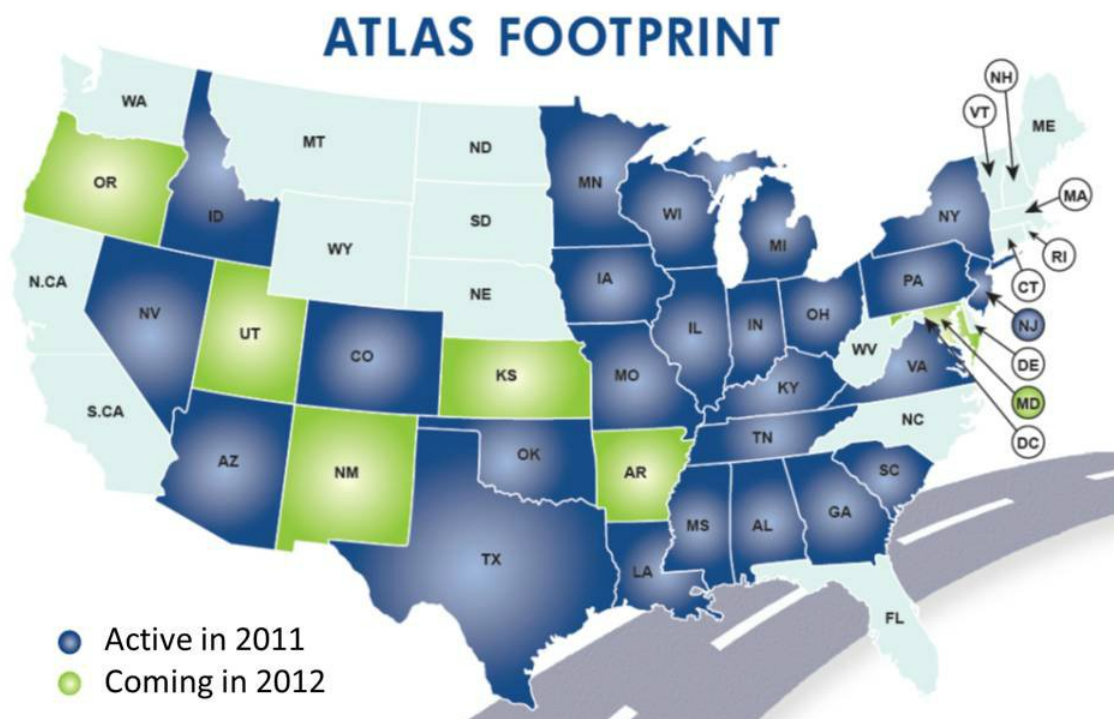 ATLAS FOOTPRINT
WA
MT
ND
OR
ID
SD
WY
NE
N.CA
S.CA
NV
UT
CO
KS
AZ
NM
OK
TX
MN
WI
MI
IA
IL
IN
OH
MO
KY
TN
AR
LA
MS
AL
GA
SC
NC
FL
VA
WV
PA
NY
VT
NH
ME
MA
RI
CT
NJ
DE
MD
DC
Active in 2011
Coming in 2012